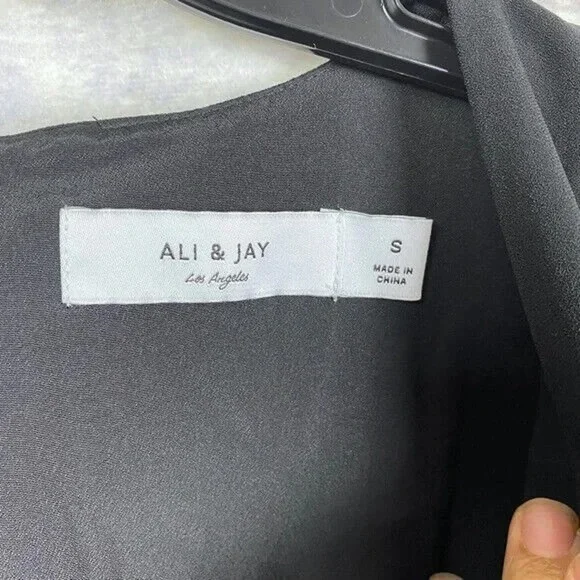 ALI & JAY
Los Angeles
S
MADE IN
CHINA